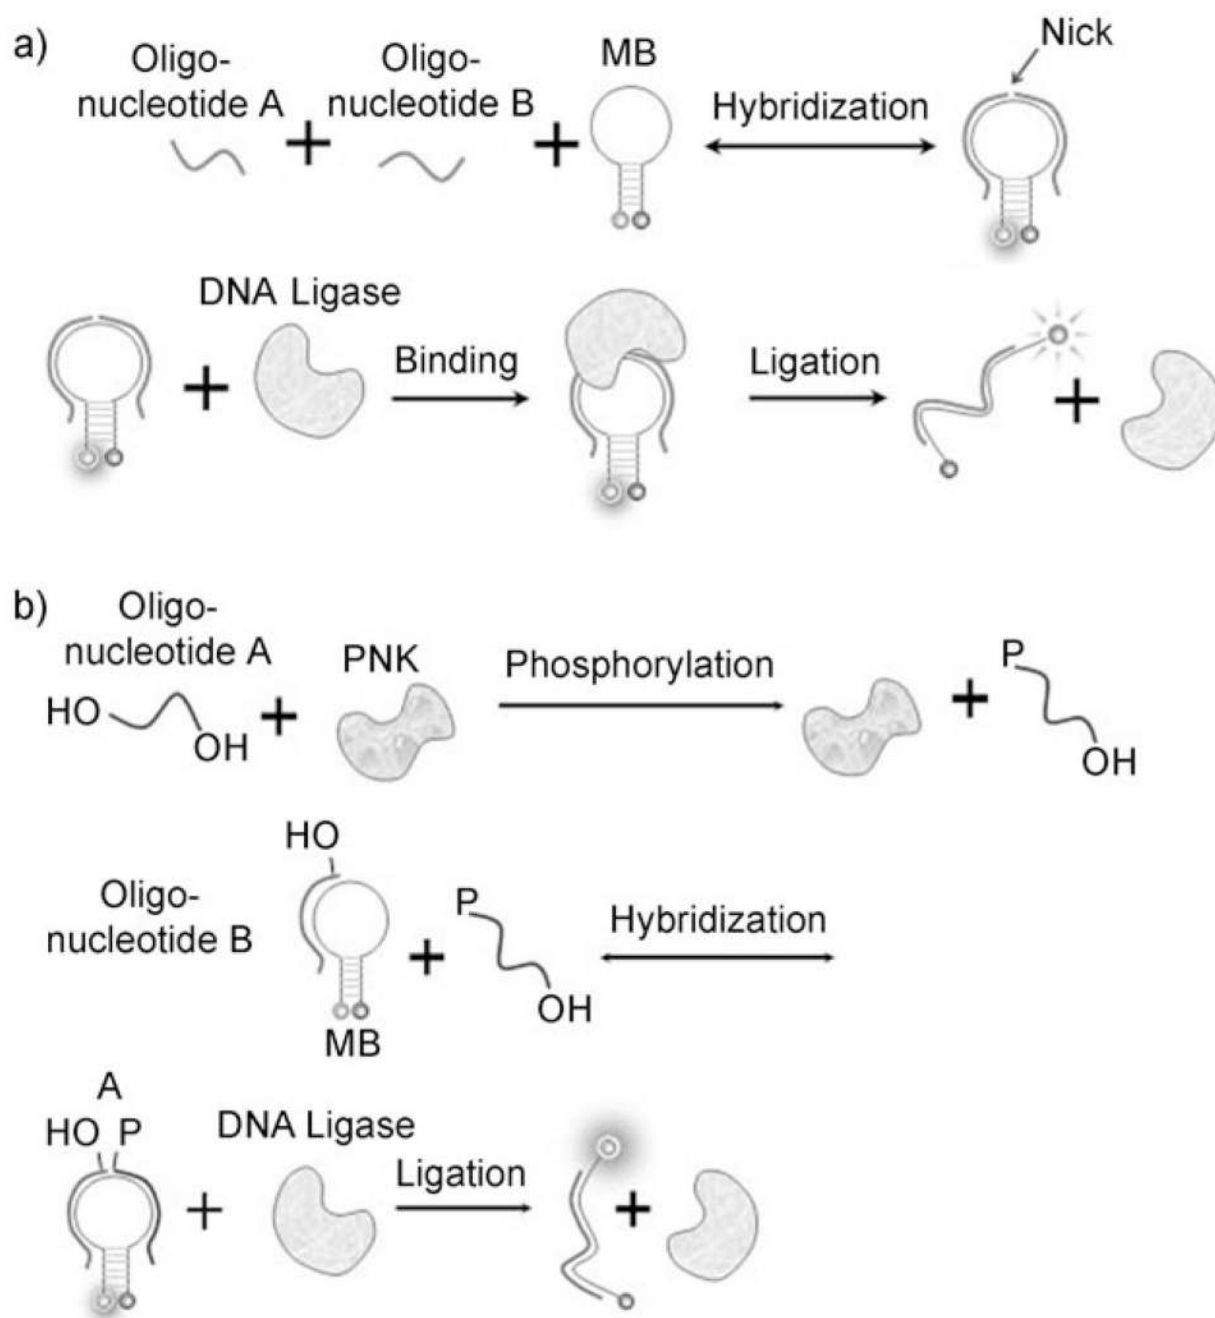 a)
Oligo-
nucleotide A
Oligo-
nucleotide B
MB
Hybridization
Nick
DNA Ligase
Binding
Ligation
b)
Oligo-
nucleotide A
HO
OH
PNK
Phosphorylation
P
OH
HO
Oligo-
nucleotide B
MB
P
OH
Hybridization
A
HO P
DNA Ligase
Ligation